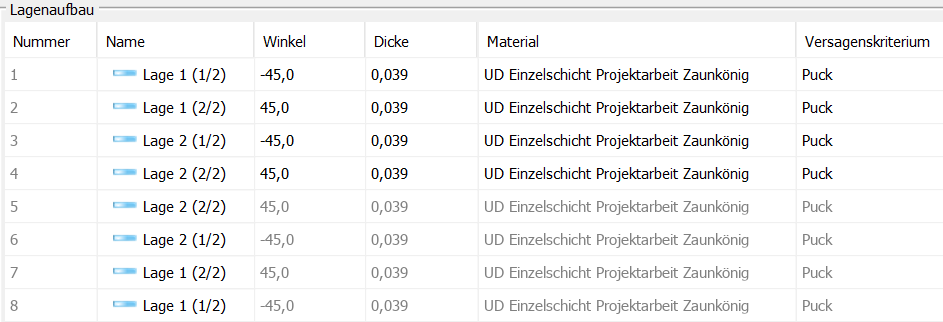 Lagenaufbau
Nummer Name Winkel Dicke Material Versagenskriterium
1 Lage 1 (1/2) -45,0 0,039 UD Einzelschicht Projektarbeit Zaunkönig Puck
2 Lage 1 (2/2) 45,0 0,039 UD Einzelschicht Projektarbeit Zaunkönig Puck
3 Lage 2 (1/2) -45,0 0,039 UD Einzelschicht Projektarbeit Zaunkönig Puck
4 Lage 2 (2/2) 45,0 0,039 UD Einzelschicht Projektarbeit Zaunkönig Puck
5 Lage 2 (2/2) 45,0 0,039 UD Einzelschicht Projektarbeit Zaunkönig Puck
6 Lage 2 (1/2) -45,0 0,039 UD Einzelschicht Projektarbeit Zaunkönig Puck
7 Lage 1 (2/2) 45,0 0,039 UD Einzelschicht Projektarbeit Zaunkönig Puck
8 Lage 1 (1/2) -45,0 0,039 UD Einzelschicht Projektarbeit Zaunkönig Puck